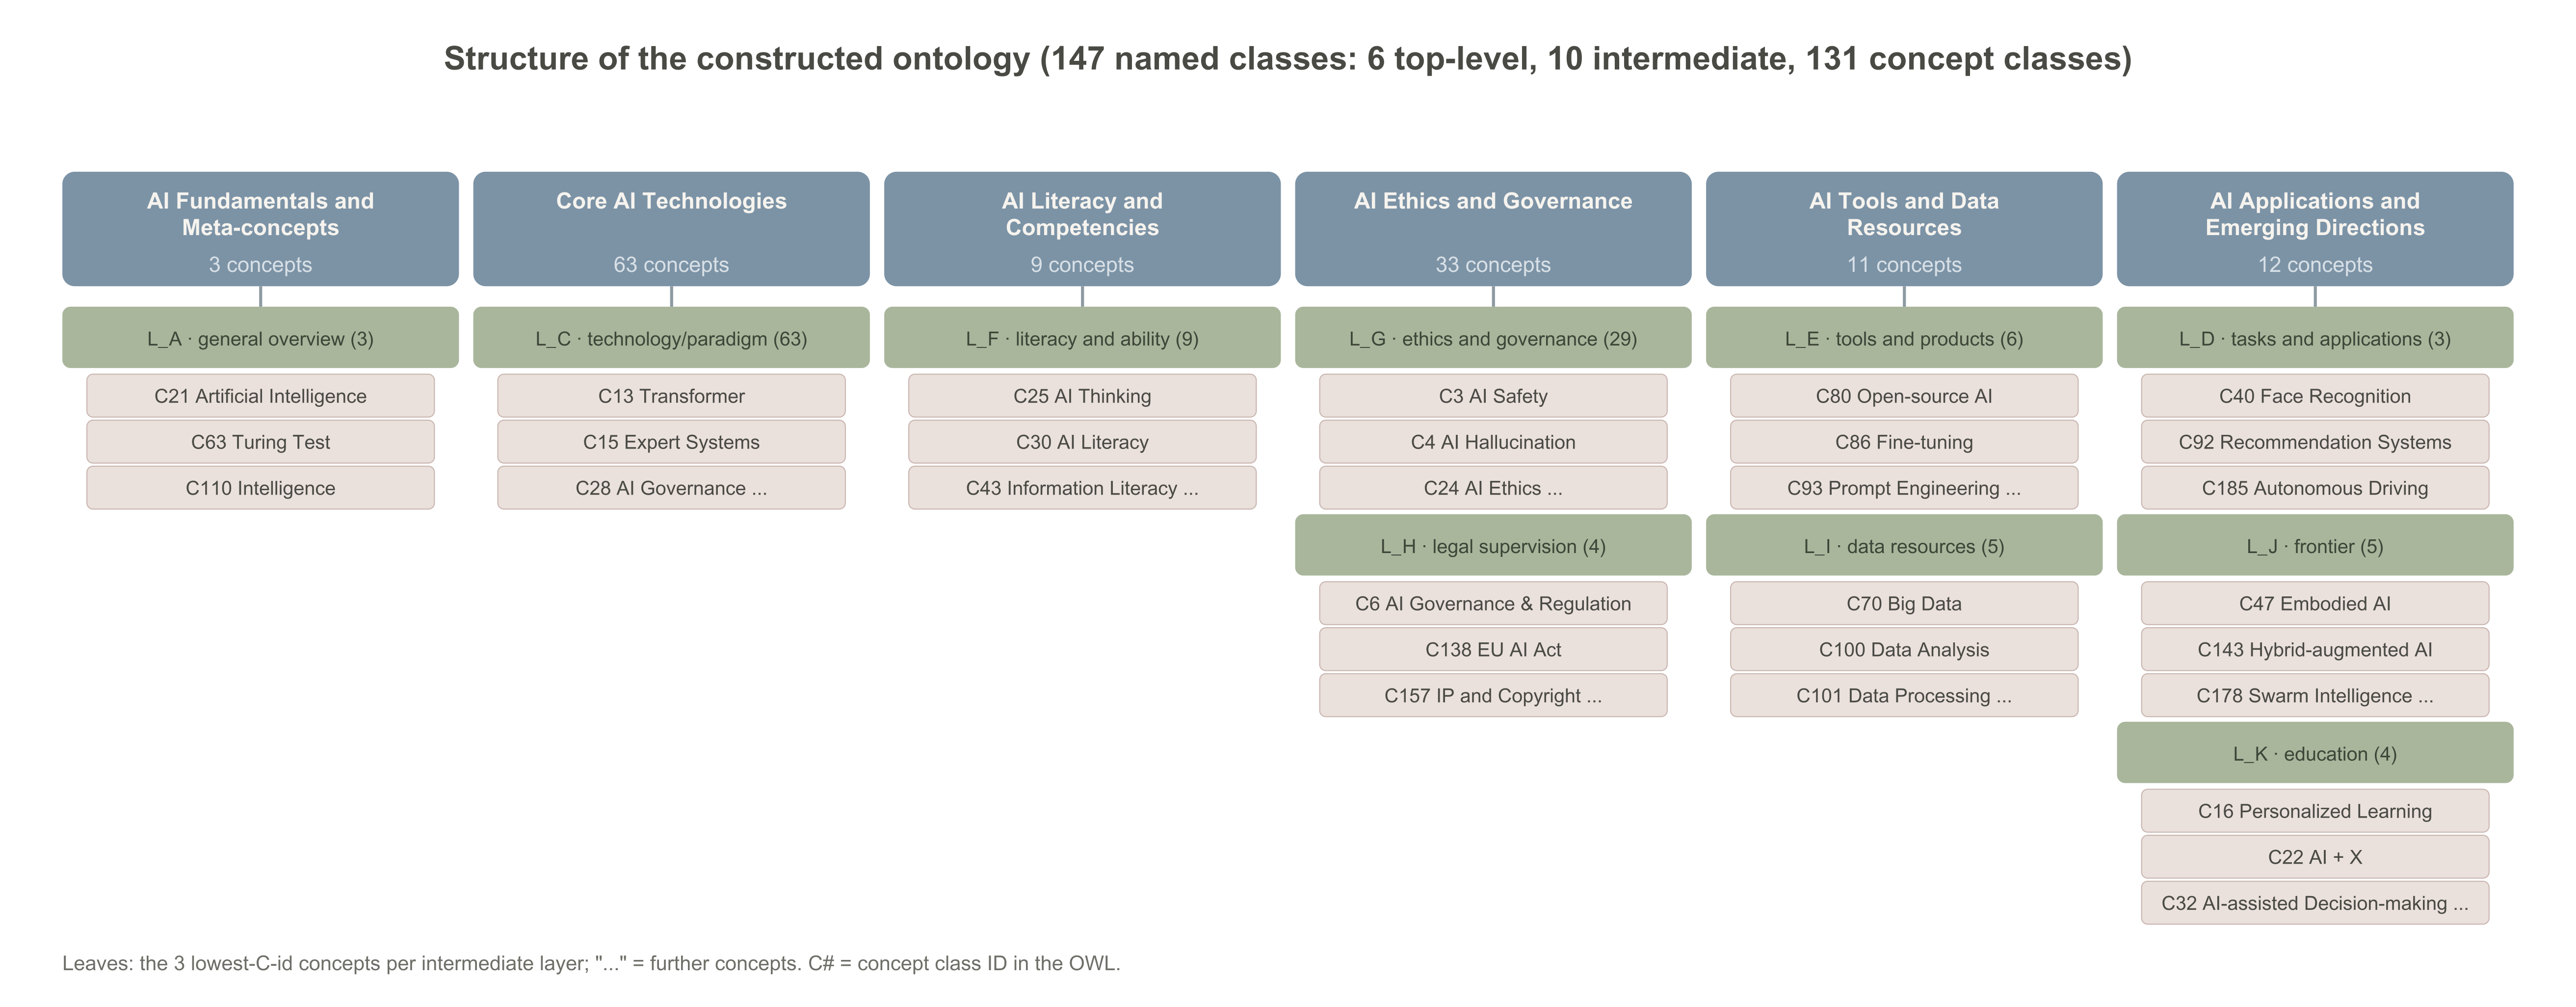 Structure of the constructed ontology (147 named classes: 6 top-level, 10 intermediate, 131 concept classes)
AI Fundamentals and
Meta-concepts
3 concepts
L_A · general overview (3)
C21 Artificial Intelligence
C63 Turing Test
C110 Intelligence
Core AI Technologies
63 concepts
L_C · technology/paradigm (63)
C13 Transformer
C15 Expert Systems
C28 AI Governance ...
AI Literacy and
Competencies
9 concepts
L_F · literacy and ability (9)
C25 AI Thinking
C30 AI Literacy
C43 Information Literacy ...
AI Ethics and Governance
33 concepts
L_G · ethics and governance (29)
C3 AI Safety
C4 AI Hallucination
C24 AI Ethics ...
L_H · legal supervision (4)
C6 AI Governance & Regulation
C138 EU AI Act
C157 IP and Copyright ...
AI Tools and Data
Resources
11 concepts
L_E · tools and products (6)
C80 Open-source AI
C86 Fine-tuning
C93 Prompt Engineering ...
L_I · data resources (5)
C70 Big Data
C100 Data Analysis
C101 Data Processing ...
AI Applications and
Emerging Directions
12 concepts
L_D · tasks and applications (3)
C40 Face Recognition
C92 Recommendation Systems
C185 Autonomous Driving
L_J · frontier (5)
C47 Embodied AI
C143 Hybrid-augmented AI
C178 Swarm Intelligence ...
L_K · education (4)
C16 Personalized Learning
C22 AI + X
C32 AI-assisted Decision-making ...
Leaves: the 3 lowest-C-id concepts per intermediate layer; "..." = further concepts. C# = concept class ID in the OWL.